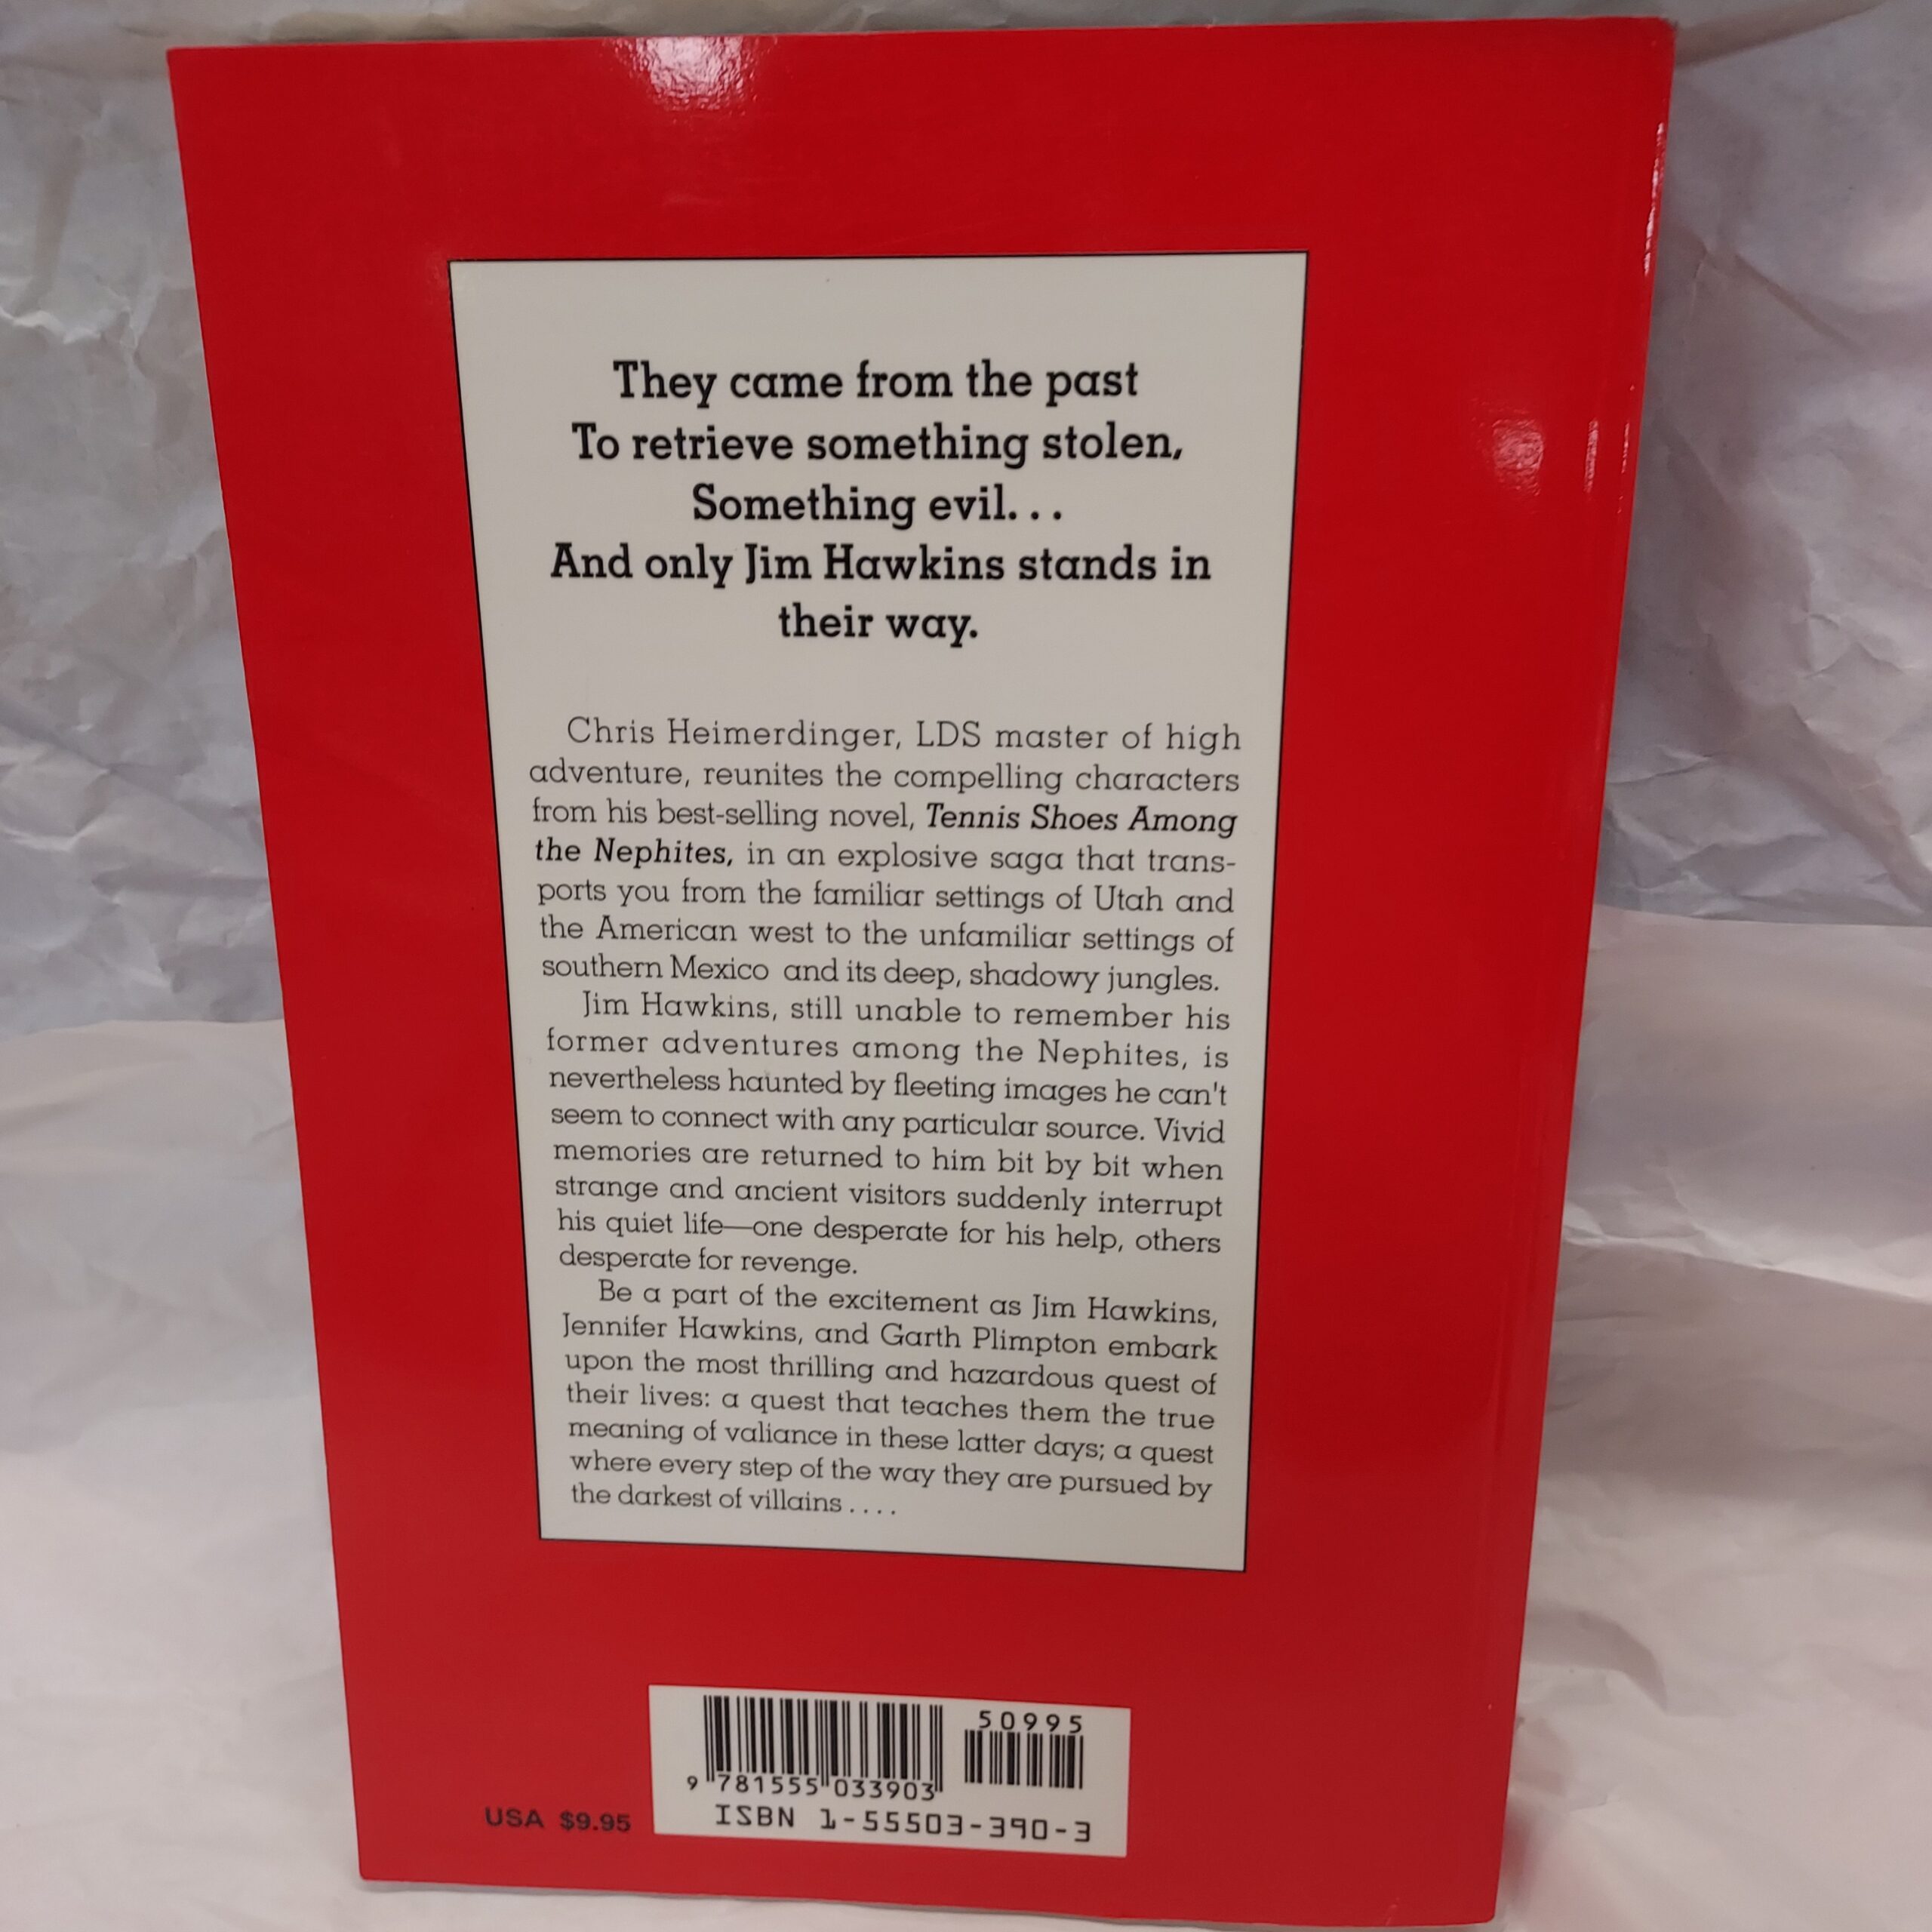 They came from the past
To retrieve something stolen,
Something evil. . .
And only Jim Hawkins stands in
their way.
Chris Heimerdinger, LDS master of high
adventure, reunites the compelling characters
from his best-selling novel, Tennis Shoes Among
the Nephites, in an explosive saga that trans-
ports you from the familiar settings of Utah and
the American west to the unfamiliar settings of
southern Mexico and its deep, shadowy jungles.
Jim Hawkins, still unable to remember his
former adventures among the Nephites, is
nevertheless haunted by fleeting images he can't
seem to connect with any particular source. Vivid
memories are returned to him bit by bit when
strange and ancient visitors suddenly interrupt
his quiet life—one desperate for his help, others
desperate for revenge.
Be a part of the excitement as Jim Hawkins,
Jennifer Hawkins, and Garth Plimpton embark
upon the most thrilling and hazardous quest of
their lives: a quest that teaches them the true
meaning of valiance in these latter days; a quest
where every step of the way they are pursued by
the darkest of villains . . . .
50995
9 781555 033903
ISBN 1-55503-390-3
USA $9.95